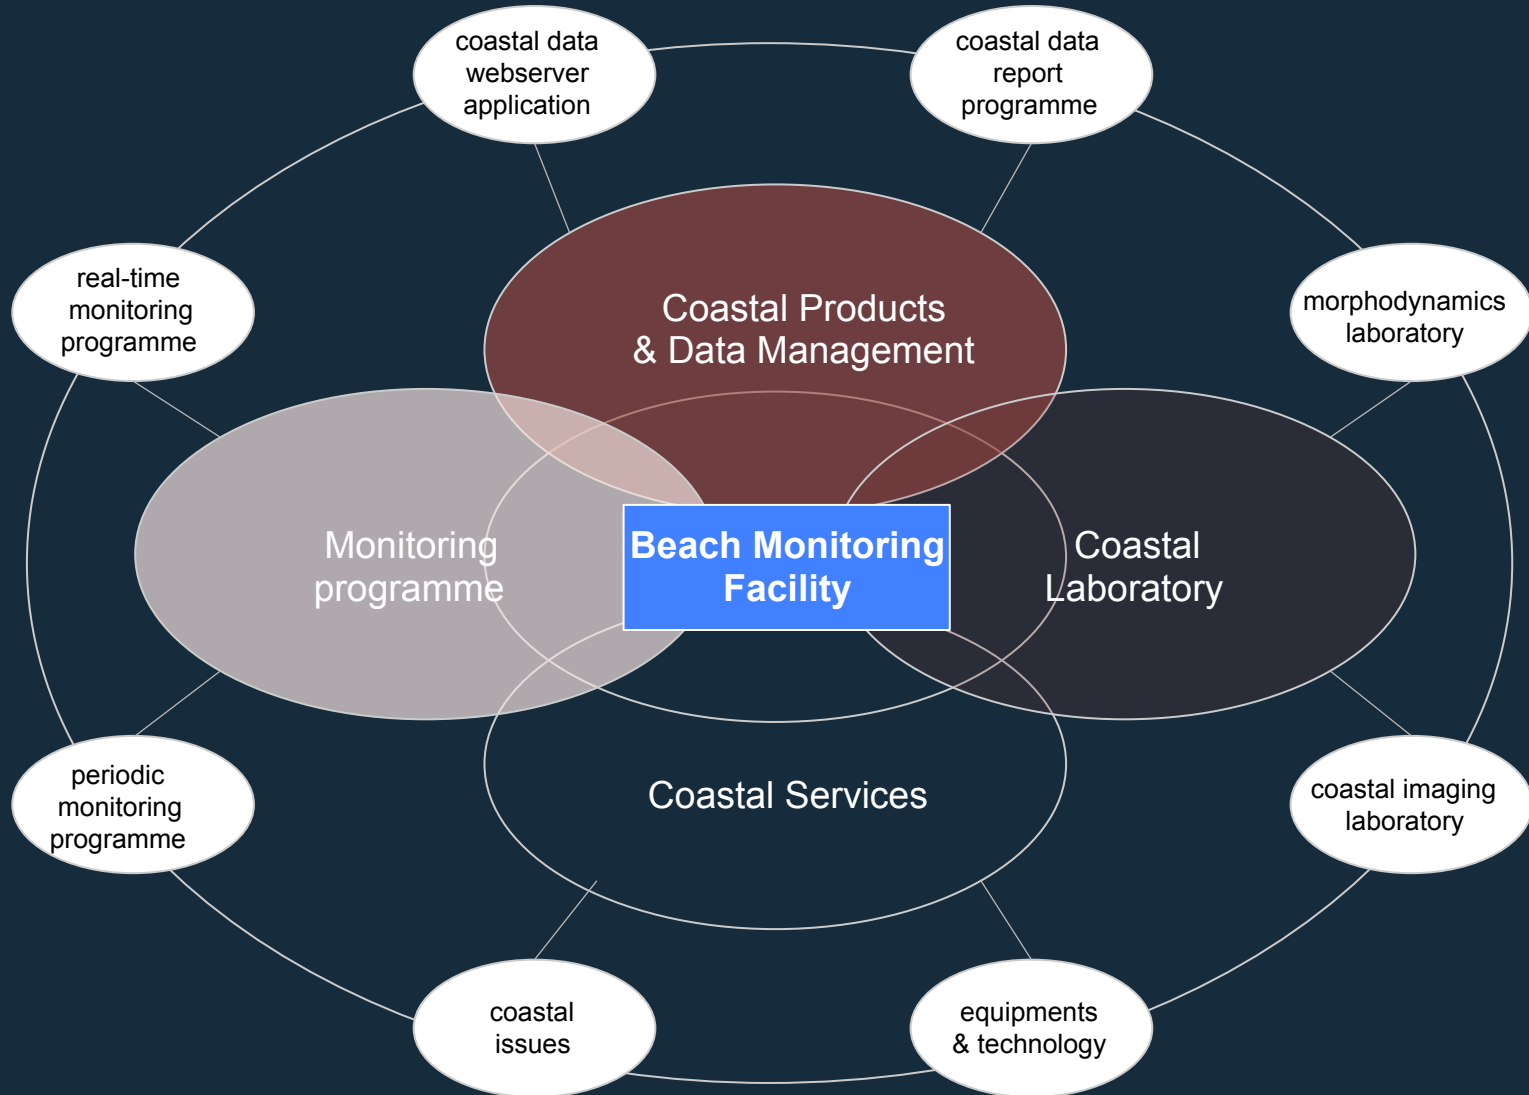 coastal data
webserver
application
coastal data
report
programme
real-time
monitoring
programme
Coastal Products
& Data Management
morphodynamics
laboratory
Monitoring
programme
Beach Monitoring
Facility
Coastal
Laboratory
periodic
monitoring
programme
Coastal Services
coastal imaging
laboratory
coastal
issues
equipments
& technology